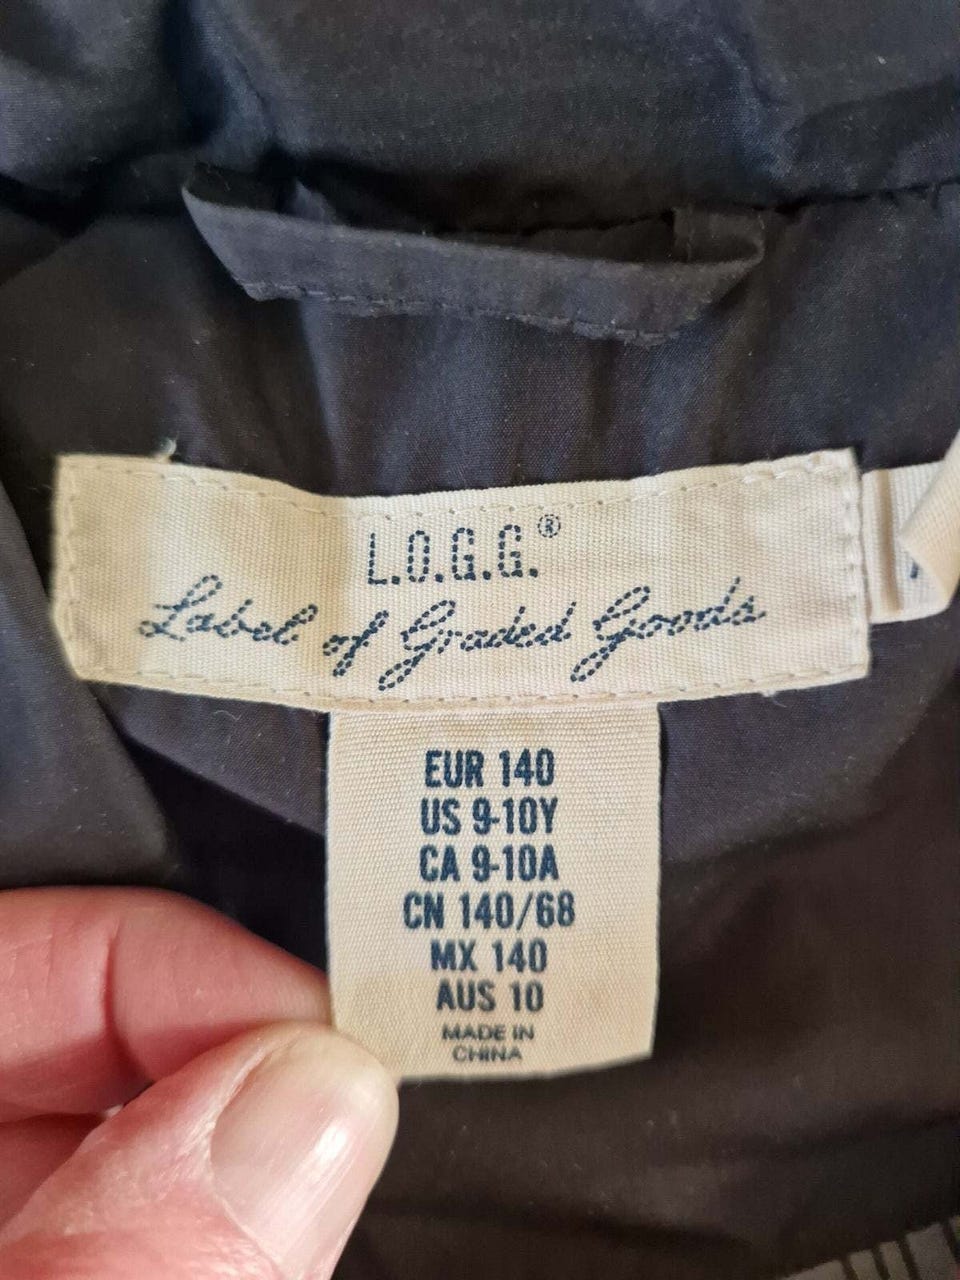 L.O.G.G.®
Label of Graded Goods
EUR 140
US 9-10Y
CA 9-10A
CN 140/68
MX 140
AUS 10
MADE IN
CHINA